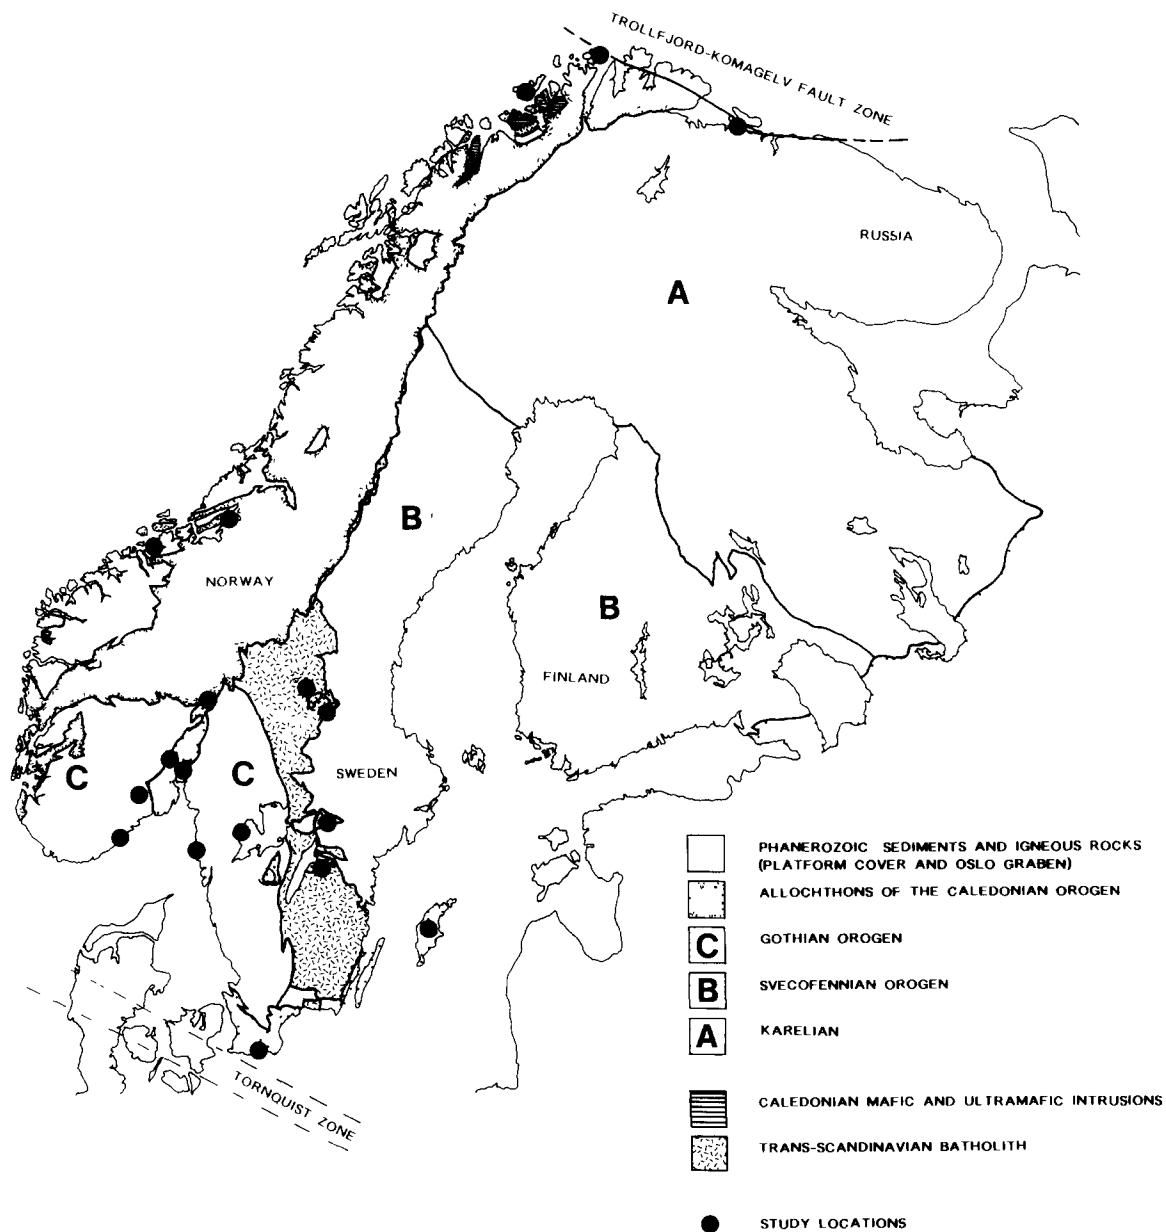 TROLLFJORD-KOMAGELV FAULT ZONE
RUSSIA
A
B
NORWAY
B
FINLAND
C
C
SWEDEN
TORNQUIST ZONE
PHANEROZOIC SEDIMENTS AND IGNEOUS ROCKS
(PLATFORM COVER AND OSLO GRABEN)
ALLOCHTHONS OF THE CALEDONIAN OROGEN
C GOTHIAN OROGEN
B SVECOFENNIAN OROGEN
A KARELIAN
CALEDONIAN MAFIC AND ULTRAMAFIC INTRUSIONS
TRANS-SCANDINAVIAN BATHOLITH
STUDY LOCATIONS